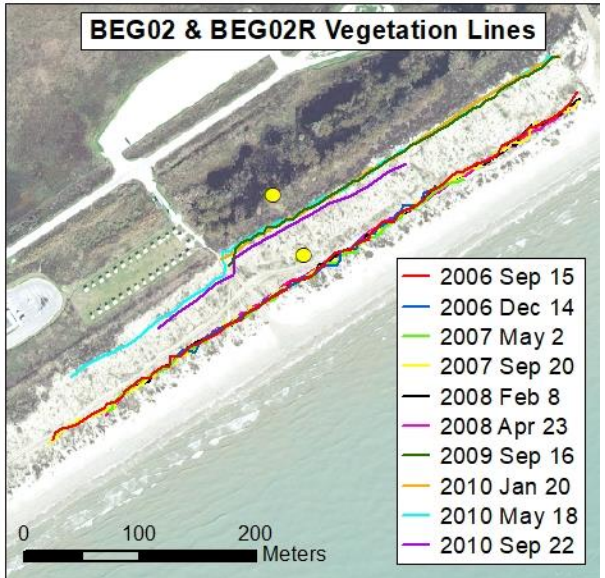 BEG02 & BEG02R Vegetation Lines
2006 Sep 15
2006 Dec 14
2007 May 2
2007 Sep 20
2008 Feb 8
2008 Apr 23
2009 Sep 16
2010 Jan 20
2010 May 18
2010 Sep 22
0 100 200
Meters